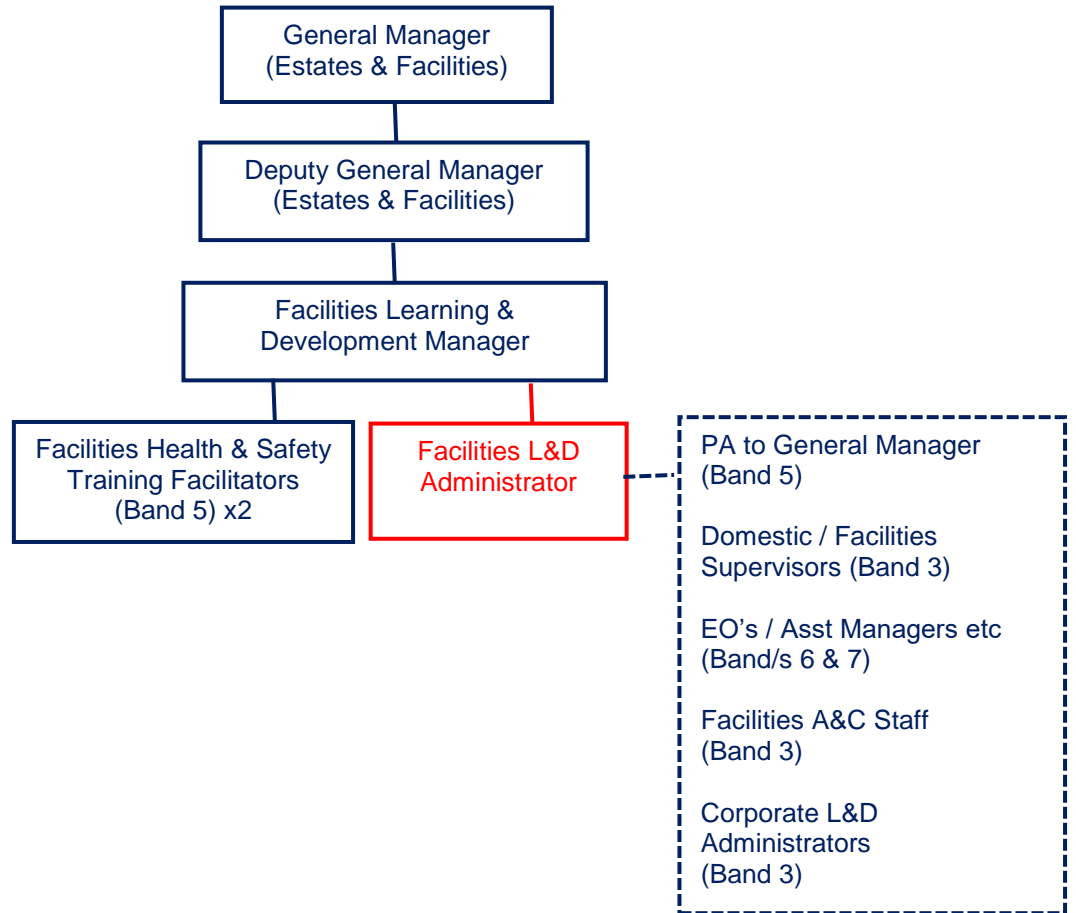 General Manager
(Estates & Facilities)
Deputy General Manager
(Estates & Facilities)
Facilities Learning &
Development Manager
Facilities Health & Safety
Training Facilitators
(Band 5) x2
Facilities L&D
Administrator
PA to General Manager
(Band 5)
Domestic / Facilities
Supervisors (Band 3)
EO’s / Asst Managers etc
(Band/s 6 & 7)
Facilities A&C Staff
(Band 3)
Corporate L&D
Administrators
(Band 3)